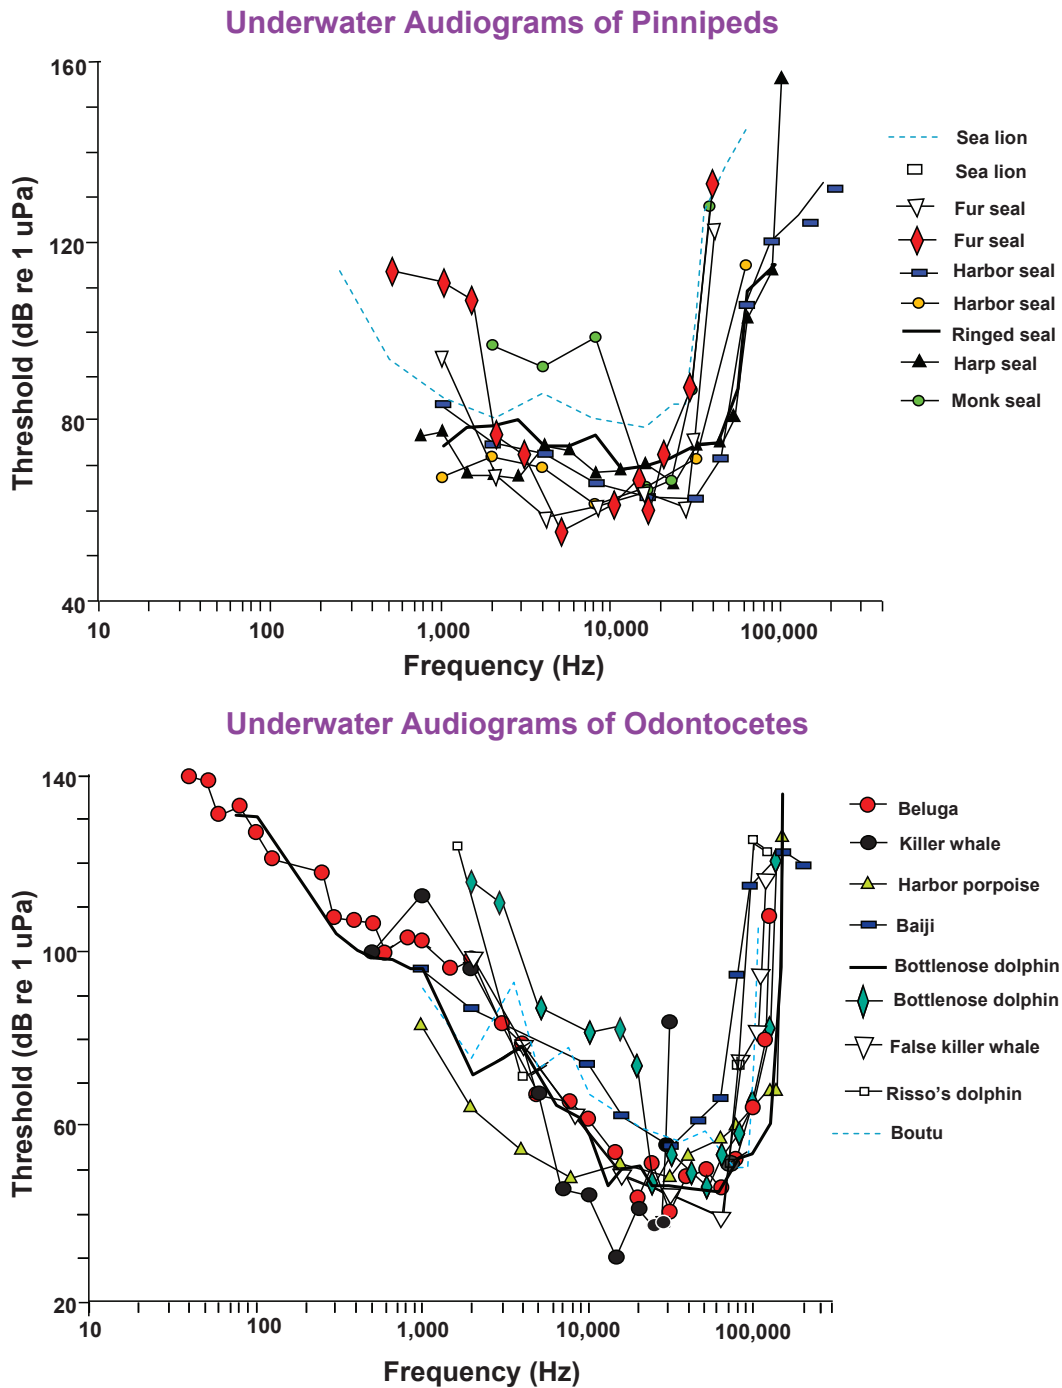 Underwater Audiograms of Pinnipeds
160
120
80
40
Threshold (dB re 1 uPa)
10
100
1,000
10,000
100,000
Frequency (Hz)
Sea lion
Sea lion
Fur seal
Fur seal
Harbor seal
Harbor seal
Ringed seal
Harp seal
Monk seal
Underwater Audiograms of Odontocetes
140
100
60
20
Threshold (dB re 1 uPa)
10
100
1,000
10,000
100,000
Frequency (Hz)
Beluga
Killer whale
Harbor porpoise
Baiji
Bottlenose dolphin
Bottlenose dolphin
False killer whale
Risso's dolphin
Boutu